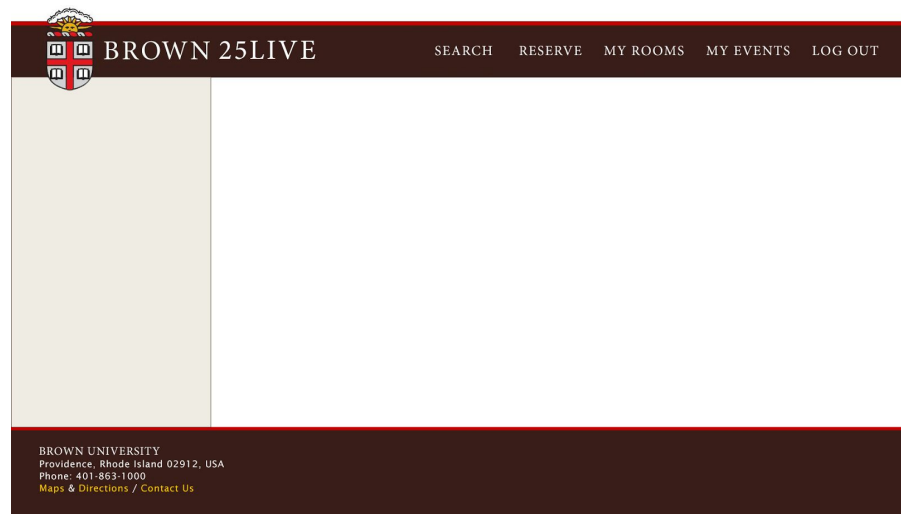 BROWN 25LIVE
SEARCH RESERVE MY ROOMS MY EVENTS LOG OUT
BROWN UNIVERSITY
Providence, Rhode Island 02912, USA
Phone: 401-863-1000
Maps & Directions / Contact Us